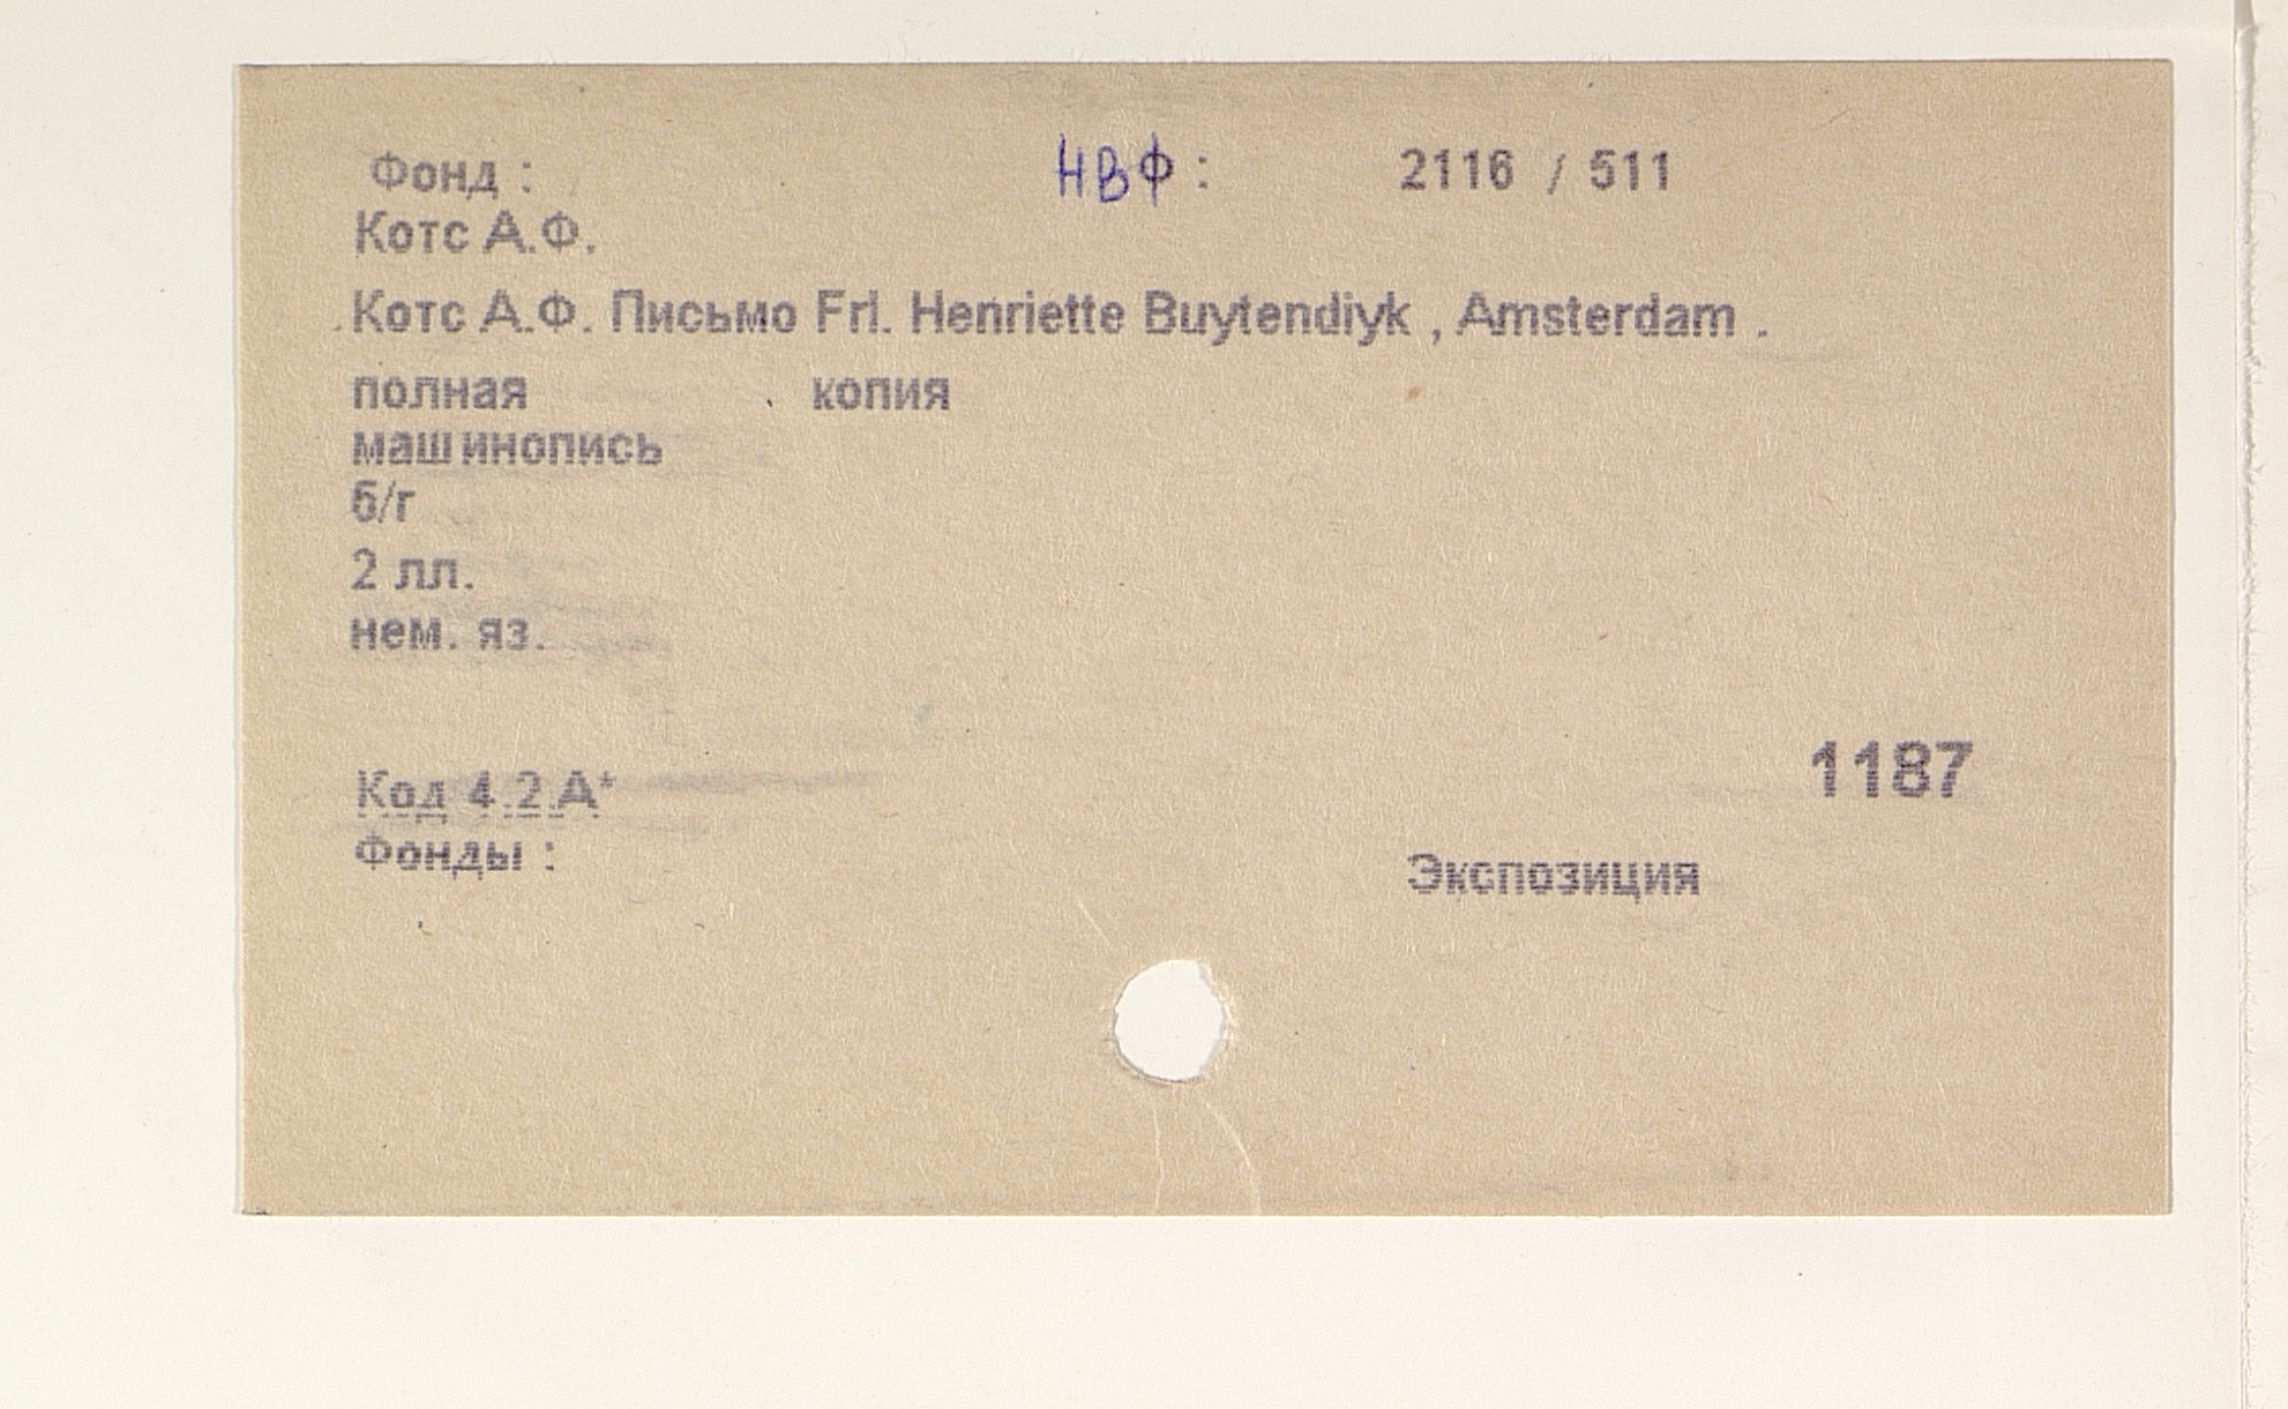 Фонд : НВФ : 2116 / 511
Котс А.Ф.
Котс А.Ф. Письмо Frl. Henriette Buytendiyk , Amsterdam .
полная копия
машинопись
б/г
2 лл.
нем. яз.
1187
Код 4.2.А*
Фонды :
Экспозиция